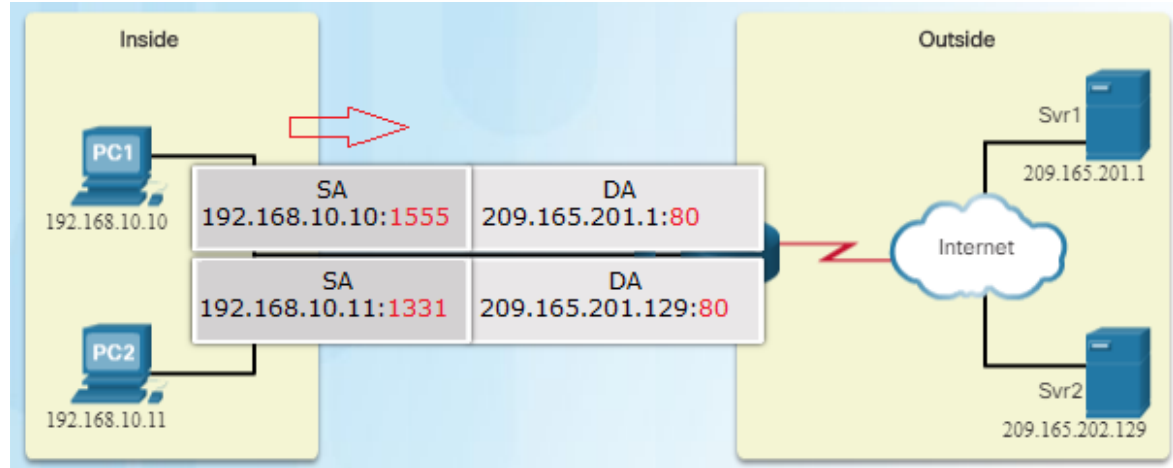 Inside
Outside
PC1
192.168.10.10
SA
192.168.10.10:1555
DA
209.165.201.1:80
SA
192.168.10.11:1331
DA
209.165.201.129:80
PC2
192.168.10.11
Svr1
209.165.201.1
Internet
Svr2
209.165.202.129